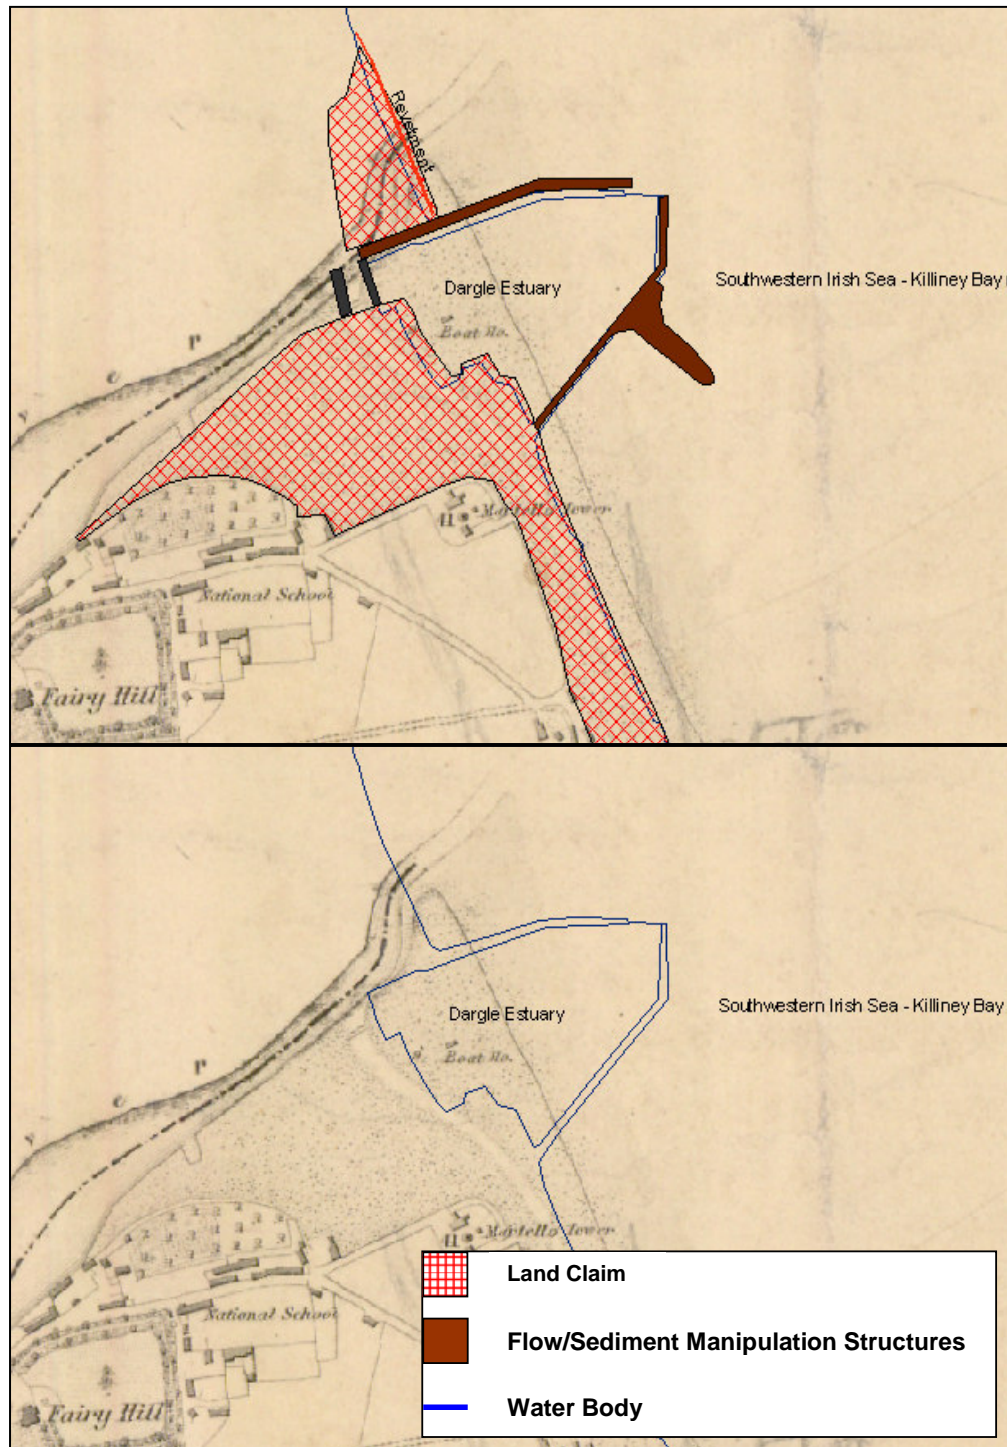 Revetment
Dargle Estuary
Southwestern Irish Sea - Killiney Bay
Boat Ho.
r
e
v
Martello Tower
National School
Fairy Hill
Dargle Estuary
Southwestern Irish Sea - Killiney Bay
Boat Ho.
r
e
v
Martello Tower
National School
Fairy Hill
Land Claim
Flow/Sediment Manipulation Structures
Water Body